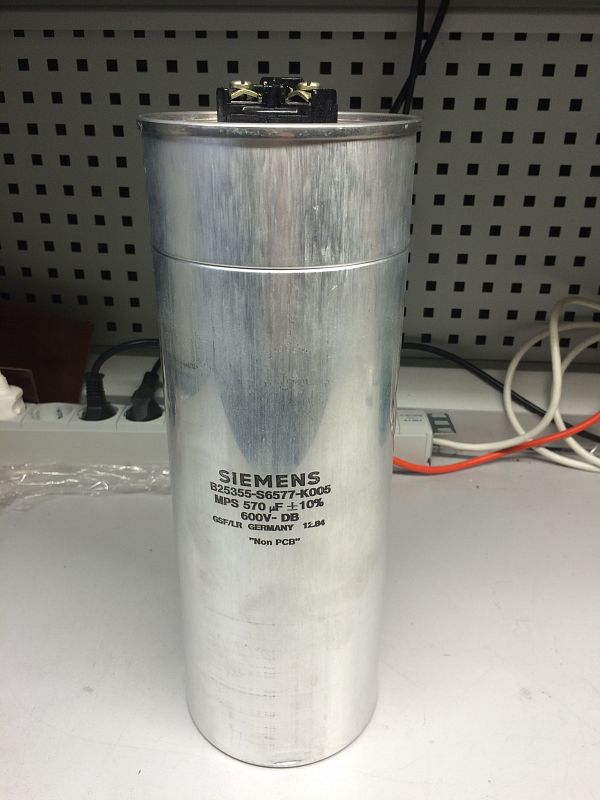 SIEMENS
B25355-S6577-K005
MPS 570 µF ±10%
600V- DB
GSF/LR GERMANY 12.84
"Non PCB"